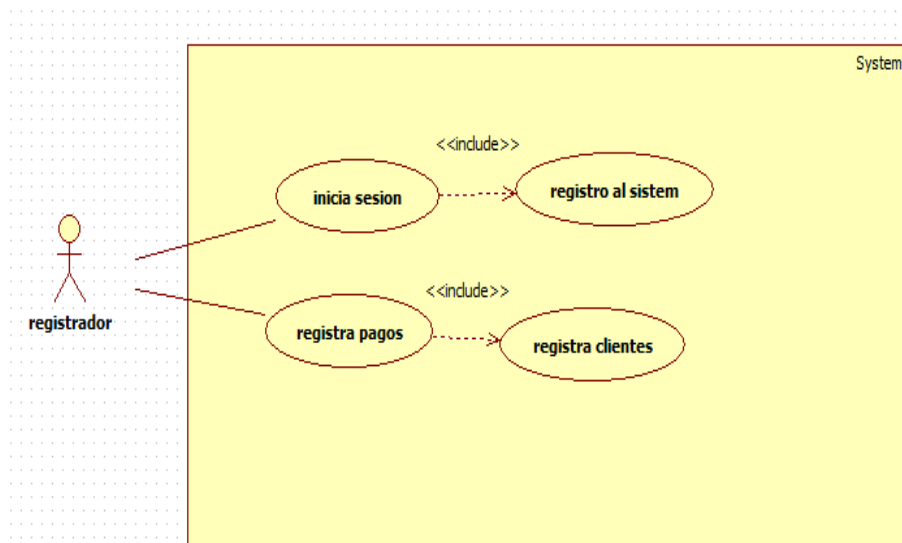 System
<<include>>
inicia sesion
registro al sistem
<<include>>
registrador
registra pagos
registra clientes